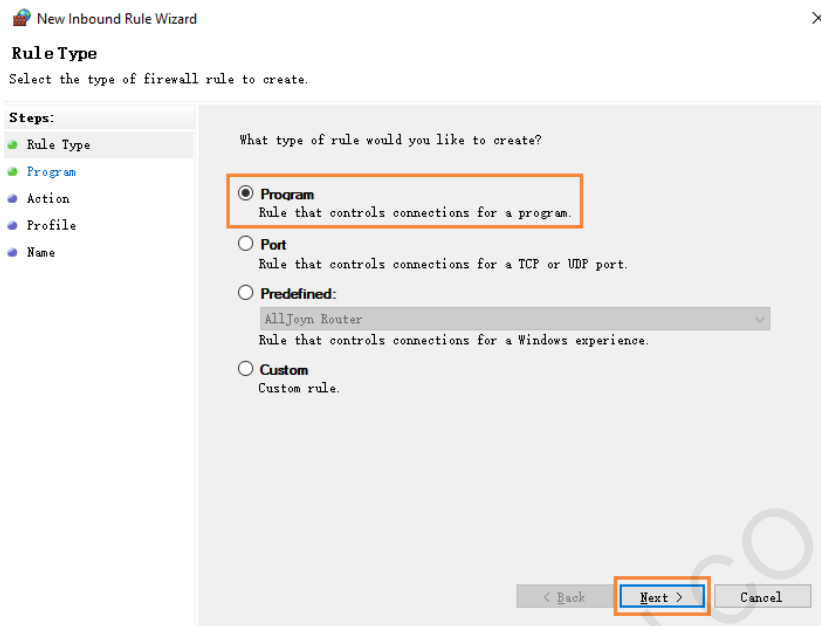 New Inbound Rule Wizard
Rule Type
Select the type of firewall rule to create.
Steps:
Rule Type
Program
Action
Profile
Name
What type of rule would you like to create?
Program
Rule that controls connections for a program.
Port
Rule that controls connections for a TCP or UDP port.
Predefined:
AllJoyn Router
Rule that controls connections for a Windows experience.
Custom
Custom rule.
< Back Next > Cancel
CO